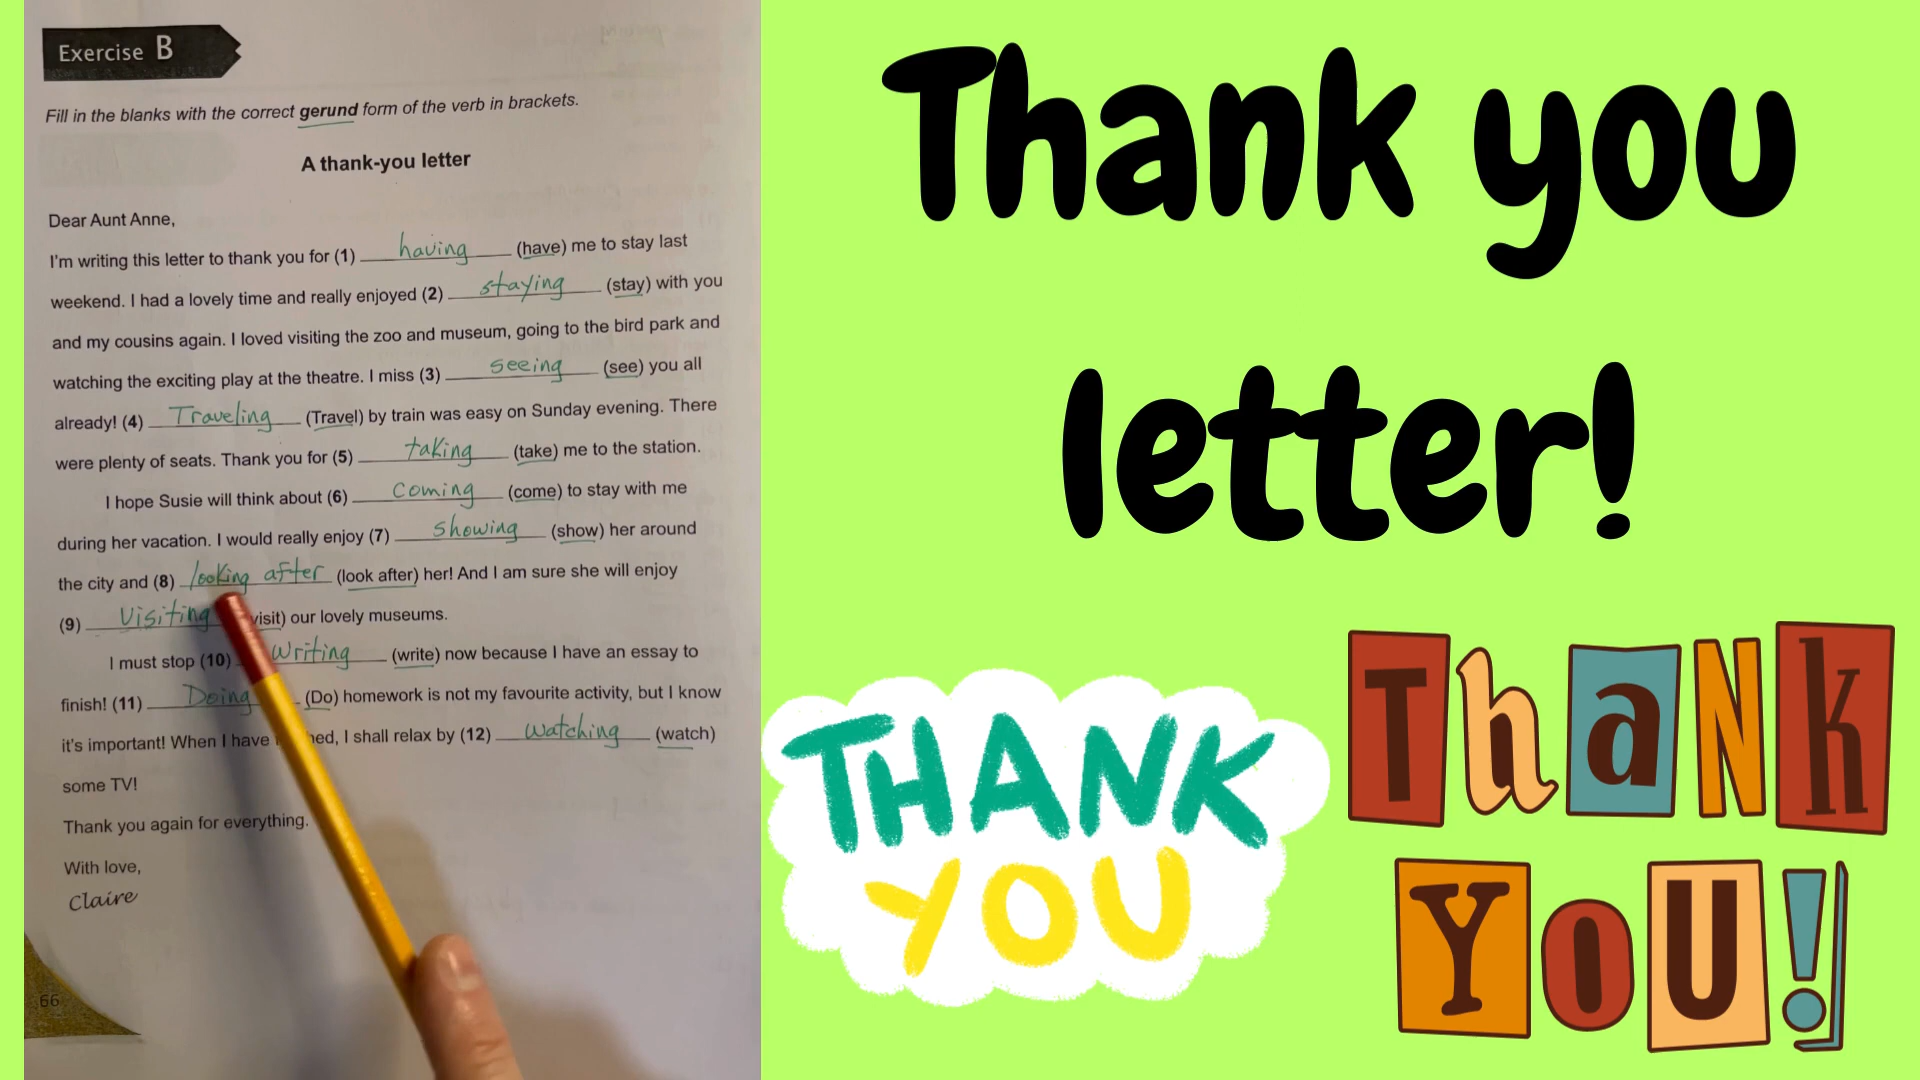 Exercise B
Fill in the blanks with the correct gerund form of the verb in brackets.
A thank-you letter
Dear Aunt Anne,
I'm writing this letter to thank you for (1) having (have) me to stay last
weekend. I had a lovely time and really enjoyed (2) staying (stay) with you
and my cousins again. I loved visiting the zoo and museum, going to the bird park and
watching the exciting play at the theatre. I miss (3) seeing (see) you all
already! (4) Traveling (Travel) by train was easy on Sunday evening. There
were plenty of seats. Thank you for (5) taking (take) me to the station.
I hope Susie will think about (6) coming (come) to stay with me
during her vacation. I would really enjoy (7) showing (show) her around
the city and (8) looking after (look after) her! And I am sure she will enjoy
(9) Visiting visit) our lovely museums.
I must stop (10) writing (write) now because I have an essay to
finish! (11) Doing (Do) homework is not my favourite activity, but I know
it's important! When I have hed, I shall relax by (12) watching (watch)
some TV!
Thank you again for everything.
With love,
Claire
66
Thank you
letter!
THANK
YOU
ThaNk
YoU!